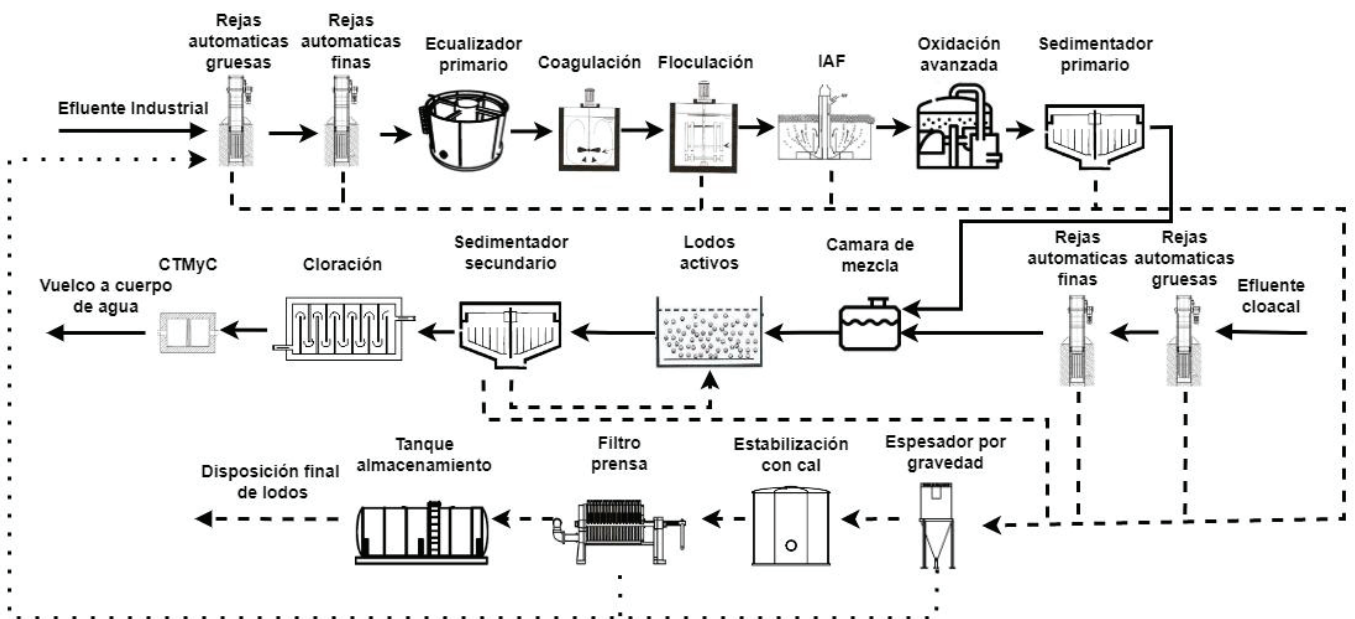 Rejas
automaticas
gruesas
Rejas
automaticas
finas
Ecualizador
primario
Coagulación
Floculación
IAF
Oxidación
avanzada
Sedimentador
primario
Efluente Industrial
CTMyC
Vuelco a cuerpo
de agua
Cloración
Sedimentador
secundario
Lodos
activos
Camara de
mezcla
Rejas
automaticas
finas
Rejas
automaticas
gruesas
Efluente
cloacal
Disposición final
de lodos
Tanque
almacenamiento
Filtro
prensa
Estabilización
con cal
Espesador por
gravedad